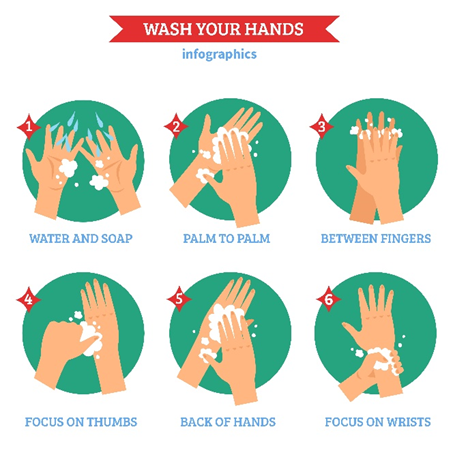 WASH YOUR HANDS
infographics
1
2
3
WATER AND SOAP
PALM TO PALM
BETWEEN FINGERS
4
5
6
FOCUS ON THUMBS
BACK OF HANDS
FOCUS ON WRISTS